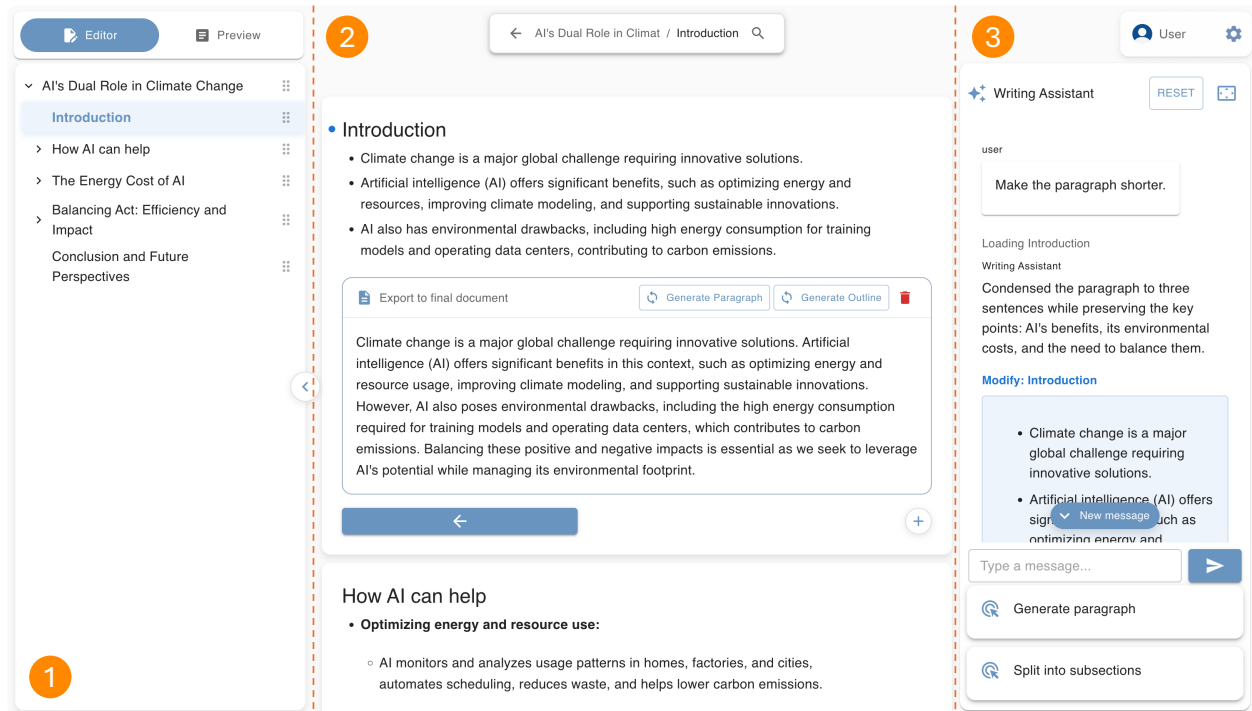 Editor
Preview
AI's Dual Role in Climate Change
Introduction
How AI can help
The Energy Cost of AI
Balancing Act: Efficiency and
Impact
Conclusion and Future
Perspectives
1
2
AI's Dual Role in Climat / Introduction
Introduction
• Climate change is a major global challenge requiring innovative solutions.
• Artificial intelligence (AI) offers significant benefits, such as optimizing energy and
resources, improving climate modeling, and supporting sustainable innovations.
• AI also has environmental drawbacks, including high energy consumption for training
models and operating data centers, contributing to carbon emissions.
Export to final document
Generate Paragraph
Generate Outline
Climate change is a major global challenge requiring innovative solutions. Artificial
intelligence (AI) offers significant benefits in this context, such as optimizing energy and
resource usage, improving climate modeling, and supporting sustainable innovations.
However, AI also poses environmental drawbacks, including the high energy consumption
required for training models and operating data centers, which contributes to carbon
emissions. Balancing these positive and negative impacts is essential as we seek to leverage
AI's potential while managing its environmental footprint.
How AI can help
• Optimizing energy and resource use:
◦ AI monitors and analyzes usage patterns in homes, factories, and cities,
automates scheduling, reduces waste, and helps lower carbon emissions.
3
User
Writing Assistant
RESET
user
Make the paragraph shorter.
Loading Introduction
Writing Assistant
Condensed the paragraph to three
sentences while preserving the key
points: AI's benefits, its environmental
costs, and the need to balance them.
Modify: Introduction
• Climate change is a major
global challenge requiring
innovative solutions.
• Artificial intelligence (AI) offers
New message
as
optimizing energy and
Type a message...
Generate paragraph
Split into subsections